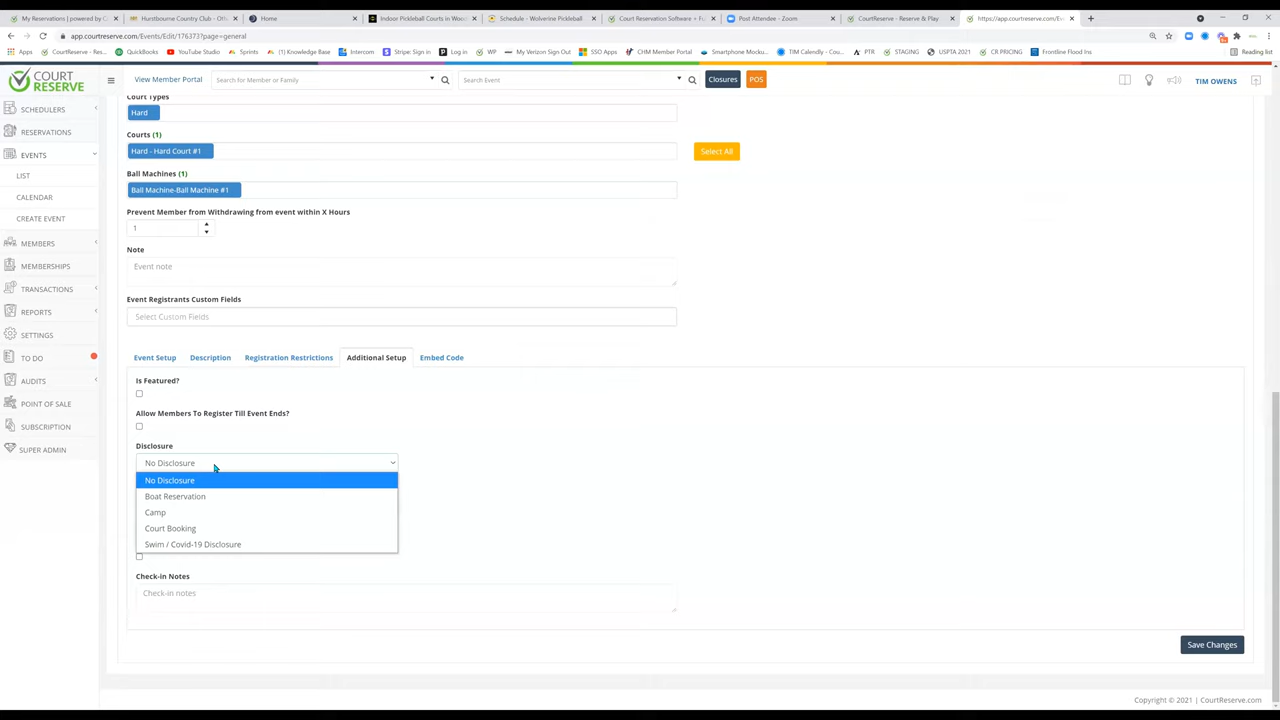 My Reservations | powered by C
Hurstbourne Country Club - Off
Home
Indoor Pickleball Courts in Woo
Schedule - Wolverine Pickleball
Court Reservation Software + Fu
Post Attendee - Zoom
CourtReserve - Reserve & Play
https://app.courtreserve.com/Ev
app.courtreserve.com/Events/Edit/176373?page=general
Apps
CourtReserve - Res...
QuickBooks
YouTube Studio
Sprints
(1) Knowledge Base
Intercom
Stripe: Sign in
Log in
WP
My Verizon Sign Out
SSO Apps
CHM Member Portal
Smartphone Mocku...
TIM Calendly - Cour...
PTR
STAGING
USPTA 2021
CR PRICING
Frontline Flood Ins
Reading list
COURT RESERVE
View Member Portal
Search for Member or Family
Search Event
Closures
POS
TIM OWENS
SCHEDULERS
RESERVATIONS
EVENTS
LIST
CALENDAR
CREATE EVENT
MEMBERS
MEMBERSHIPS
TRANSACTIONS
REPORTS
SETTINGS
TO DO
AUDITS
POINT OF SALE
SUBSCRIPTION
SUPER ADMIN
Court Types
Hard
Courts (1)
Hard - Hard Court #1
Select All
Ball Machines (1)
Ball Machine-Ball Machine #1
Prevent Member from Withdrawing from event within X Hours
1
Note
Event note
Event Registrants Custom Fields
Select Custom Fields
Event Setup
Description
Registration Restrictions
Additional Setup
Embed Code
Is Featured?
Allow Members To Register Till Event Ends?
Disclosure
No Disclosure
No Disclosure
Boat Reservation
Camp
Court Booking
Swim / Covid-19 Disclosure
Check-in Notes
Check-in notes
Save Changes
Copyright © 2021 | CourtReserve.com